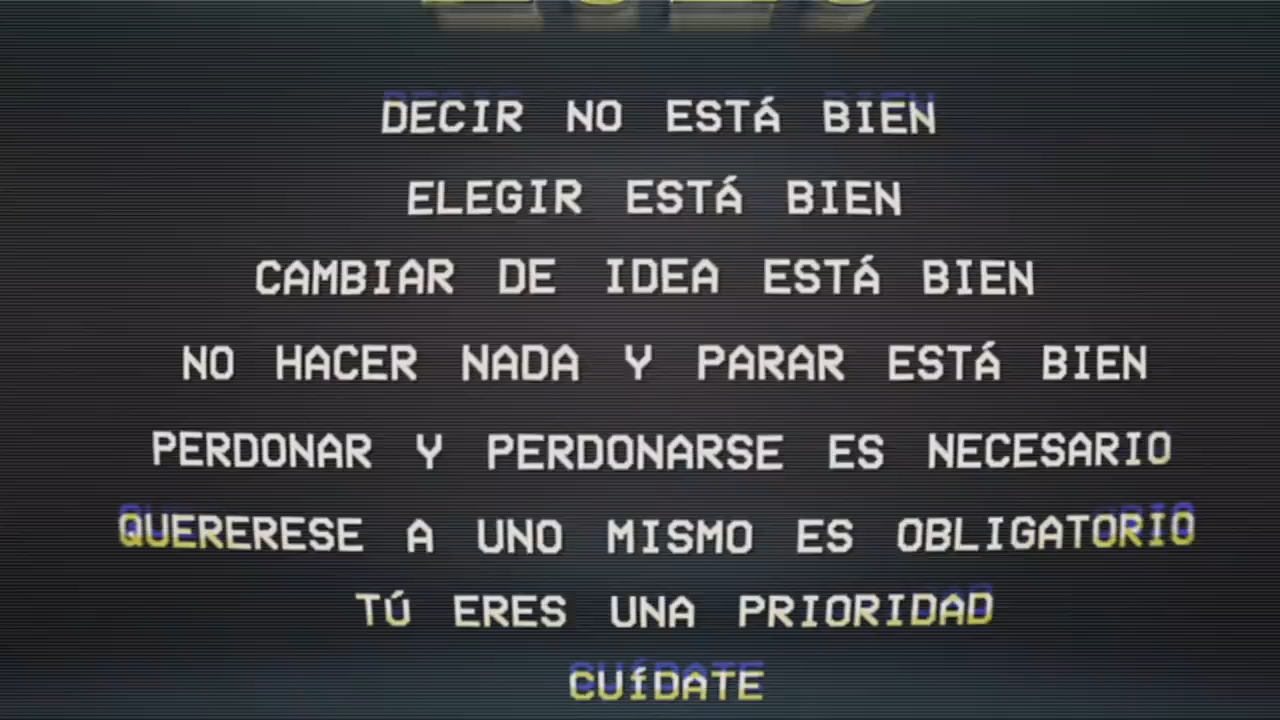 DECIR NO ESTÁ BIEN
ELEGIR ESTÁ BIEN
CAMBIAR DE IDEA ESTÁ BIEN
NO HACER NADA Y PARAR ESTÁ BIEN
PERDONAR Y PERDONARSE ES NECESARIO
QUERERESE A UNO MISMO ES OBLIGATORIO
TÚ ERES UNA PRIORIDAD
CUíDATE